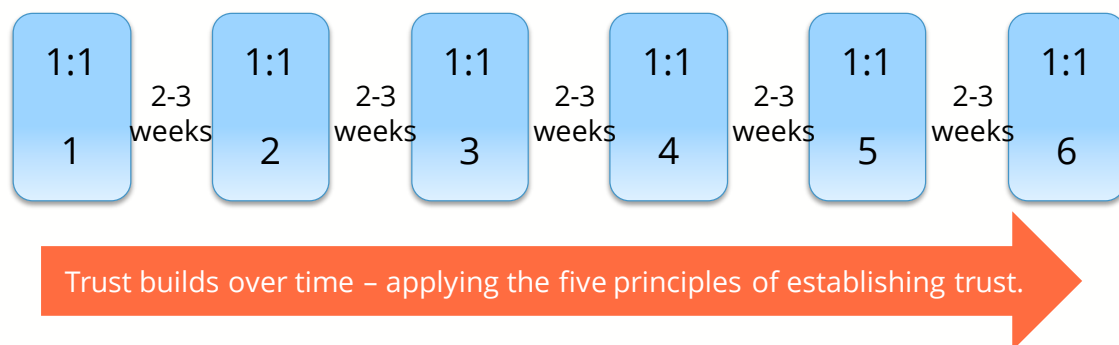 1:1
1
2-3
weeks
1:1
2
2-3
weeks
1:1
3
2-3
weeks
1:1
4
2-3
weeks
1:1
5
2-3
weeks
1:1
6
Trust builds over time – applying the five principles of establishing trust.